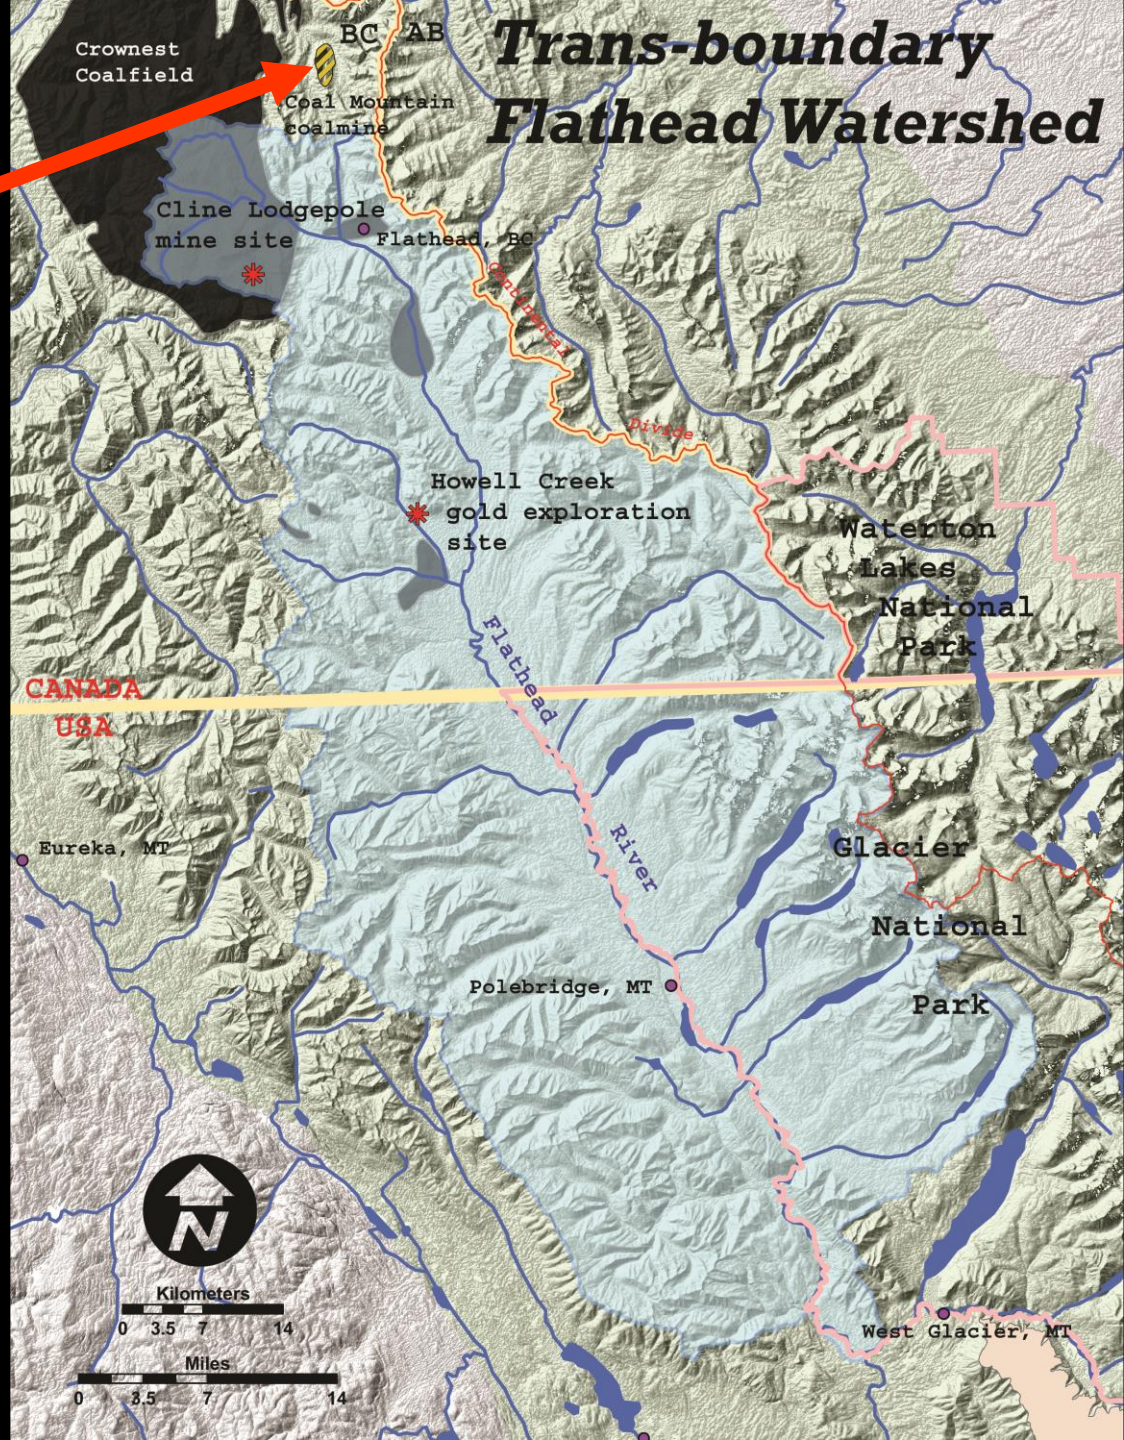 Trans-boundary
Flathead Watershed
BC AB
Crownest
Coalfield
Coal Mountain
coalmine
Cline Lodgepole
mine site
Flathead, BC
Continental
Divide
Howell Creek
gold exploration
site
Waterton
Lakes
National
Park
Flathead
CANADA
USA
River
Eureka, MT
Glacier
National
Park
Polebridge, MT
N
Kilometers
0 3.5 7 14
Miles
0 3.5 7 14
West Glacier, MT